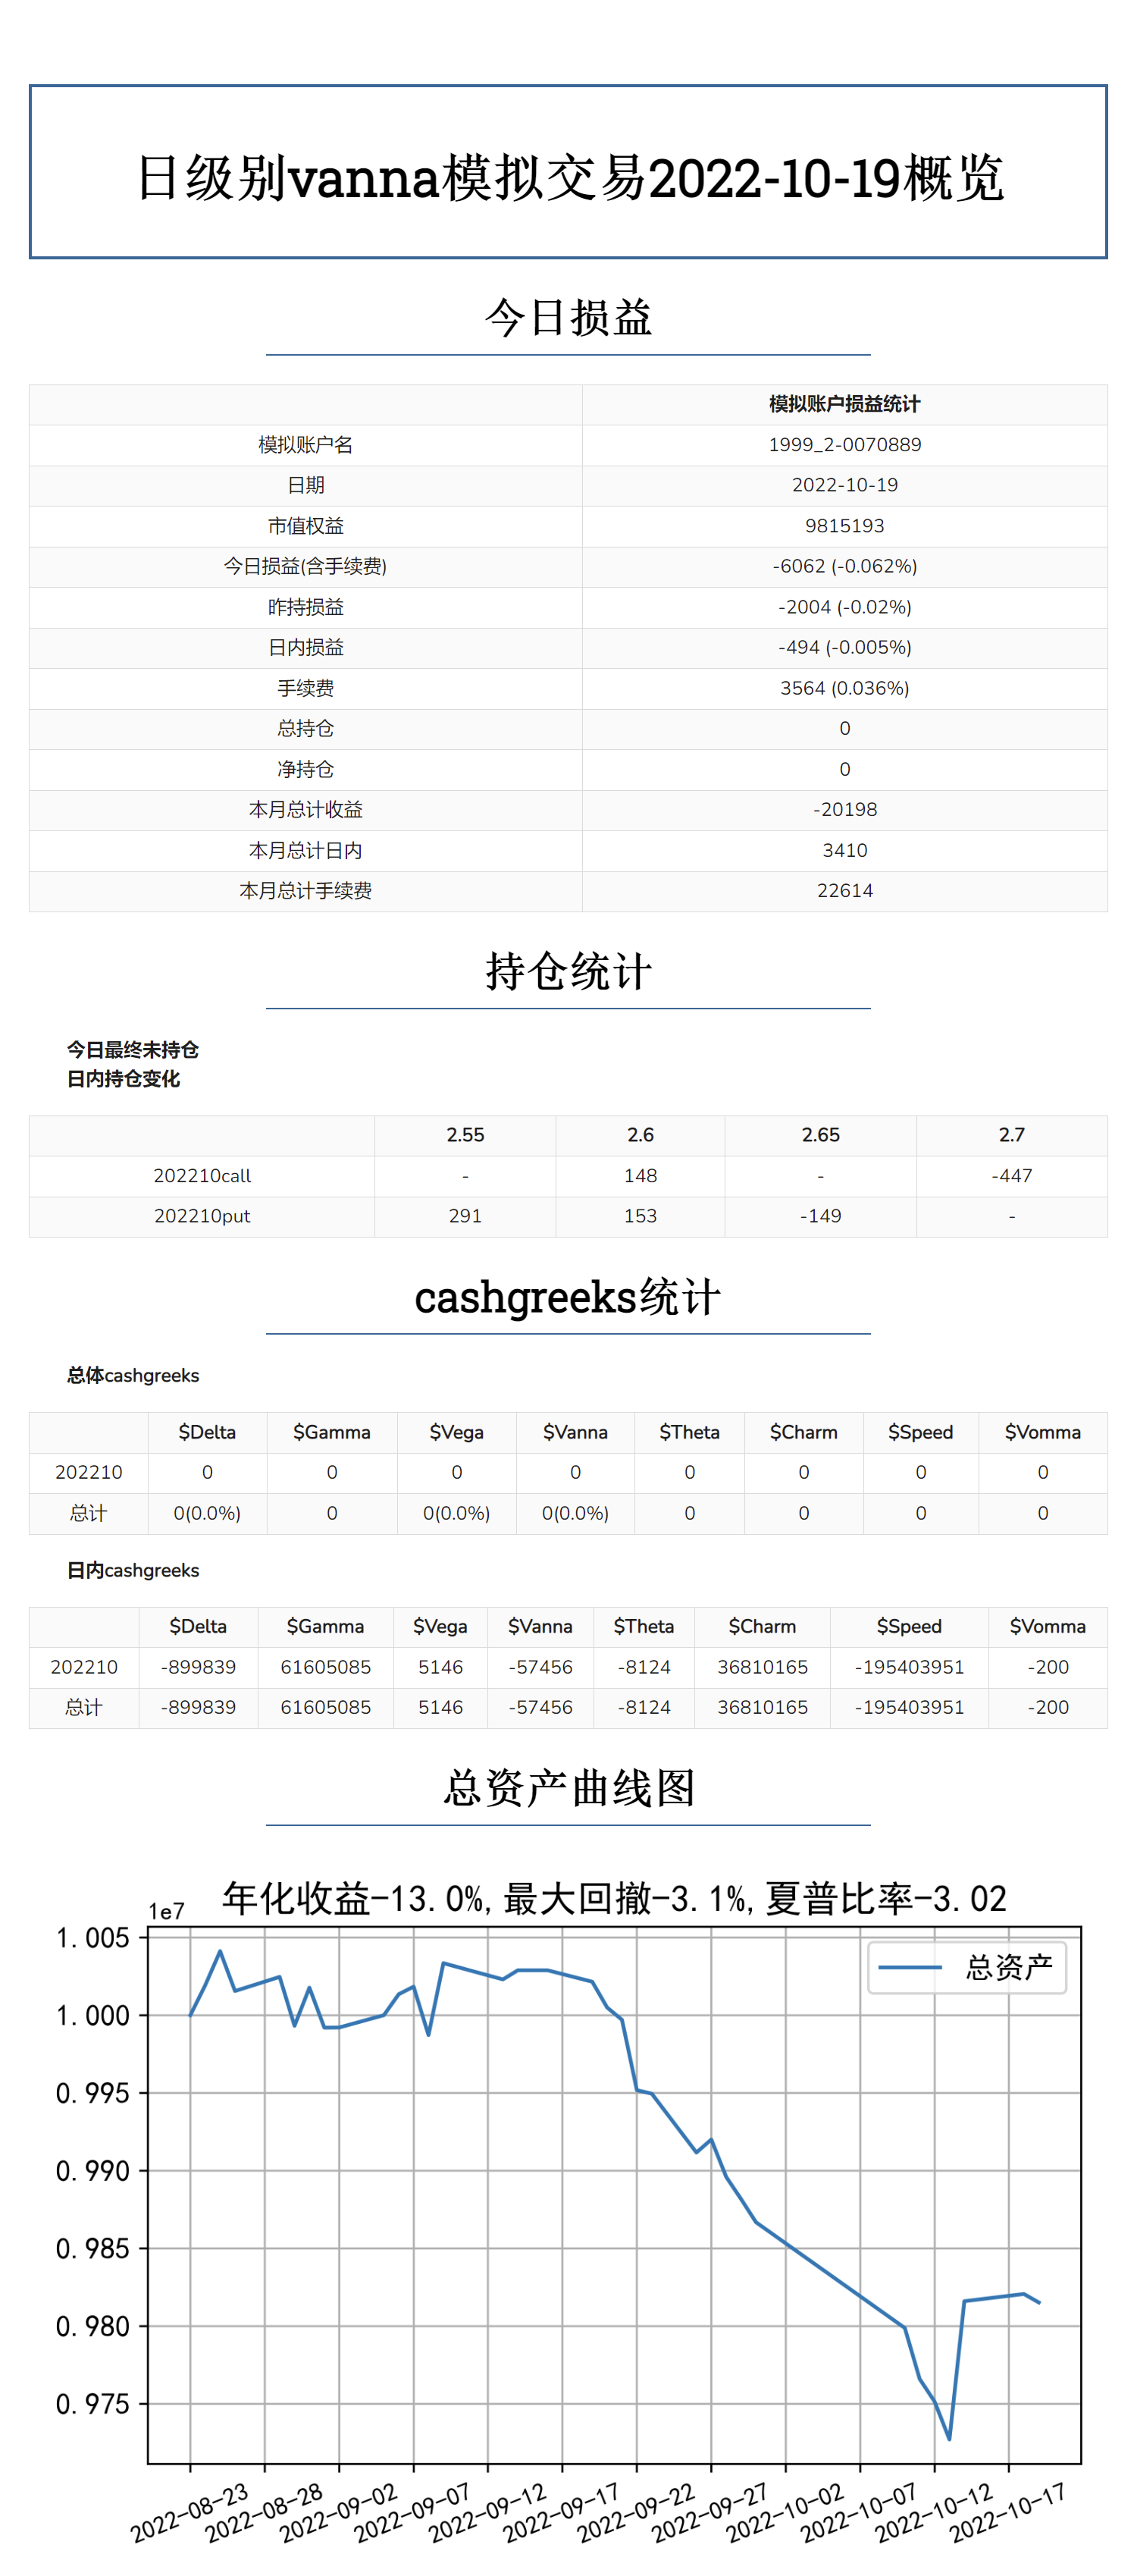 日级别vanna模拟交易2022-10-19概览
今日损益
模拟账户损益统计
模拟账户名 1999_2-0070889
日期 2022-10-19
市值权益 9815193
今日损益(含手续费) -6062 (-0.062%)
昨持损益 -2004 (-0.02%)
日内损益 -494 (-0.005%)
手续费 3564 (0.036%)
总持仓 0
净持仓 0
本月总计收益 -20198
本月总计日内 3410
本月总计手续费 22614
持仓统计
今日最终未持仓
日内持仓变化
2.55 2.6 2.65 2.7
202210call - 148 - -447
202210put 291 153 -149 -
cashgreeks统计
总体cashgreeks
$Delta $Gamma $Vega $Vanna $Theta $Charm $Speed $Vomma
202210 0 0 0 0 0 0 0 0
总计 0(0.0%) 0 0(0.0%) 0(0.0%) 0 0 0 0
日内cashgreeks
$Delta $Gamma $Vega $Vanna $Theta $Charm $Speed $Vomma
202210 -899839 61605085 5146 -57456 -8124 36810165 -195403951 -200
总计 -899839 61605085 5146 -57456 -8124 36810165 -195403951 -200
总资产曲线图
年化收益-13.0%,最大回撤-3.1%,夏普比率-3.02
1e7
总资产
1.005
1.000
0.995
0.990
0.985
0.980
0.975
2022-08-23 2022-08-28 2022-09-02 2022-09-07 2022-09-12 2022-09-17 2022-09-22 2022-09-27 2022-10-02 2022-10-07 2022-10-12 2022-10-17